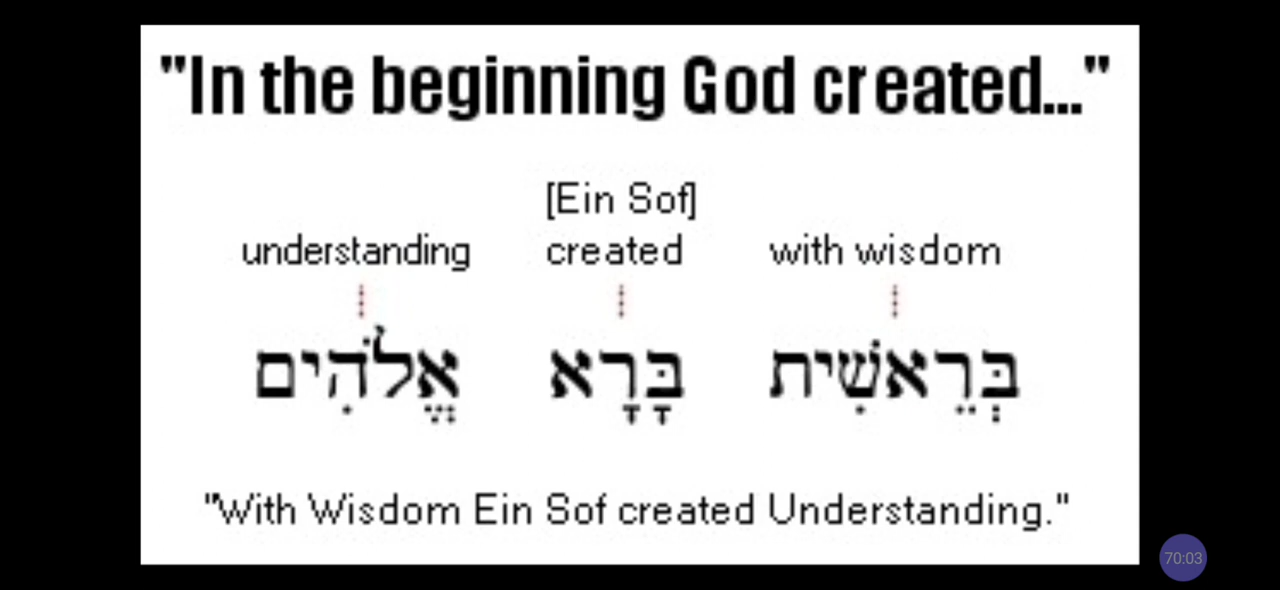 "In the beginning God created..."
[Ein Sof]
understanding created with wisdom
בְּרֵאשִׁית בָּרָא אֱלֹהִים
"With Wisdom Ein Sof created Understanding."
70:03